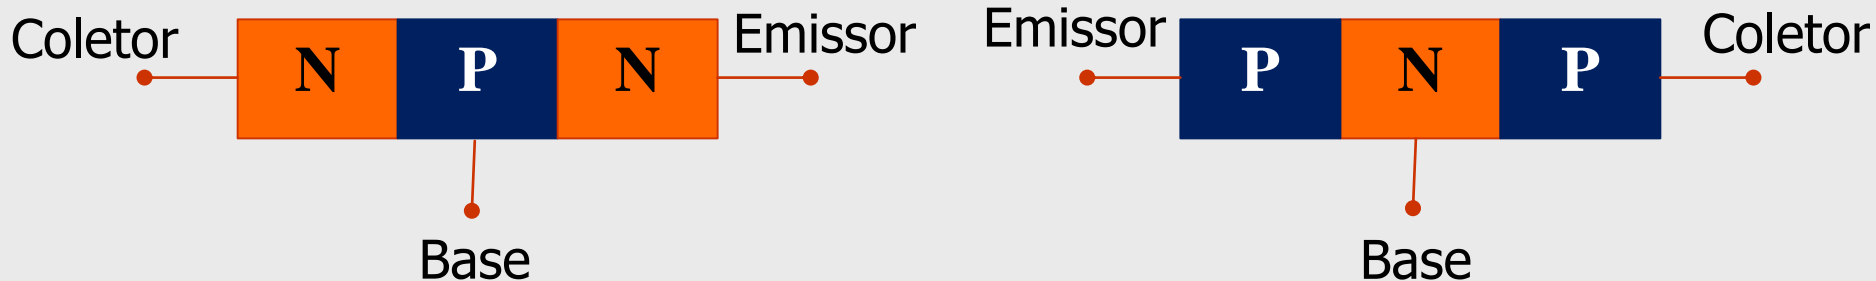 Coletor N P N Emissor
Base
Emissor P N P Coletor
Base